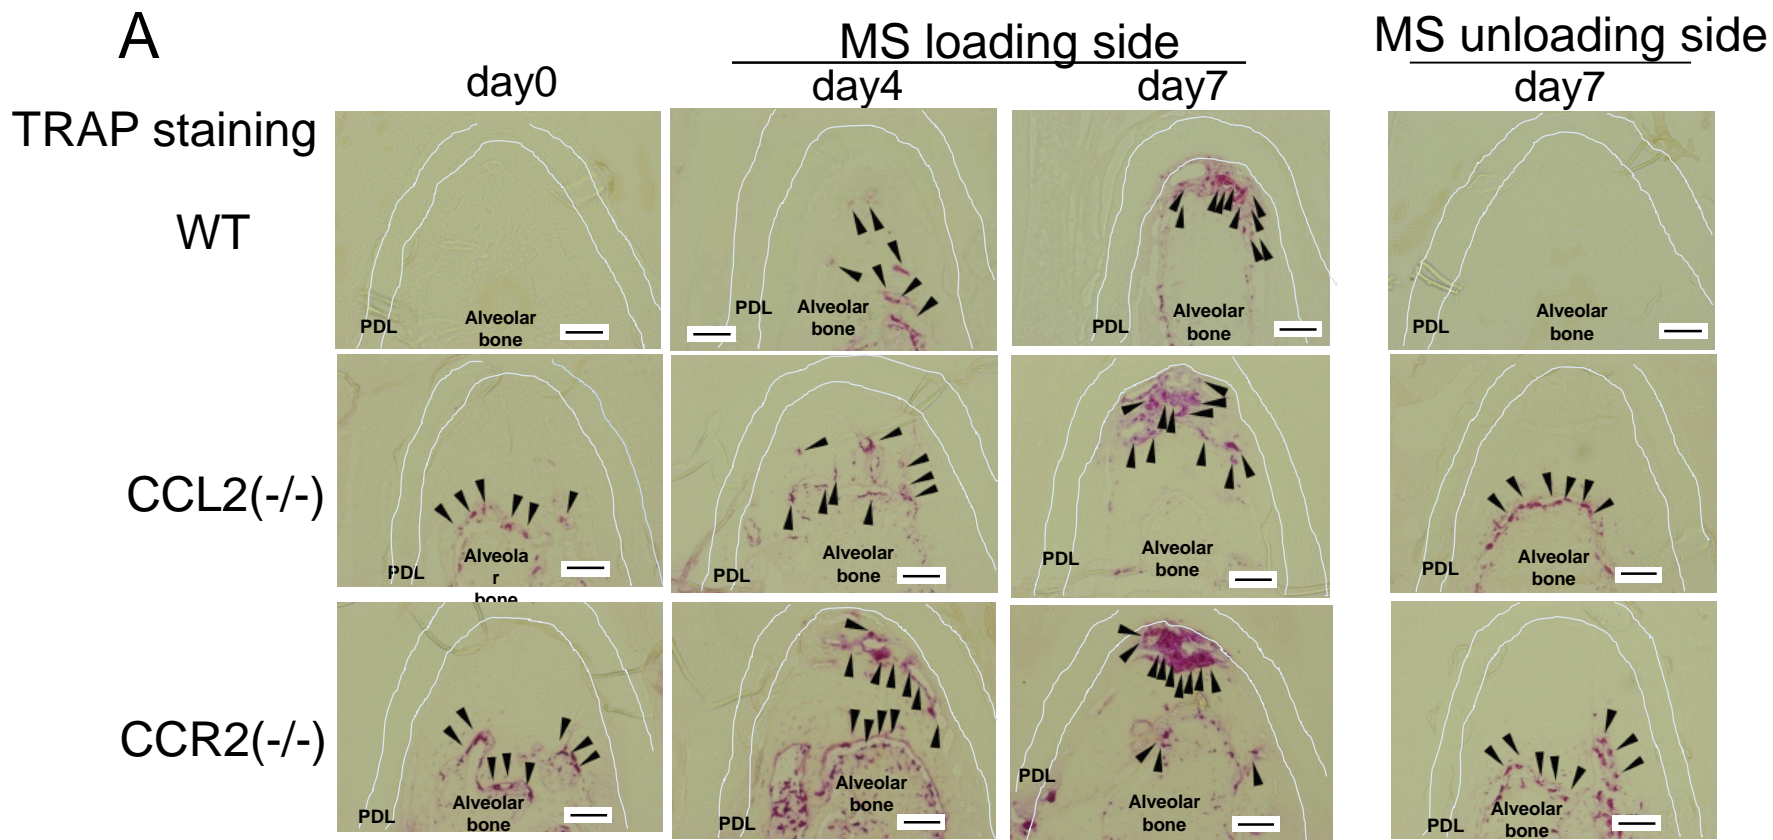 A
MS loading side
MS unloading side
day0
day4
day7
day7
TRAP staining
WT
PDL
Alveolar
bone
PDL
Alveolar
bone
PDL
Alveolar
bone
PDL
Alveolar
bone
CCL2(-/-)
PDL
Alveola
r
bone
PDL
Alveolar
bone
PDL
Alveolar
bone
PDL
Alveolar
bone
CCR2(-/-)
PDL
Alveolar
bone
PDL
Alveolar
bone
PDL
Alveolar
bone
PDL
Alveolar
bone